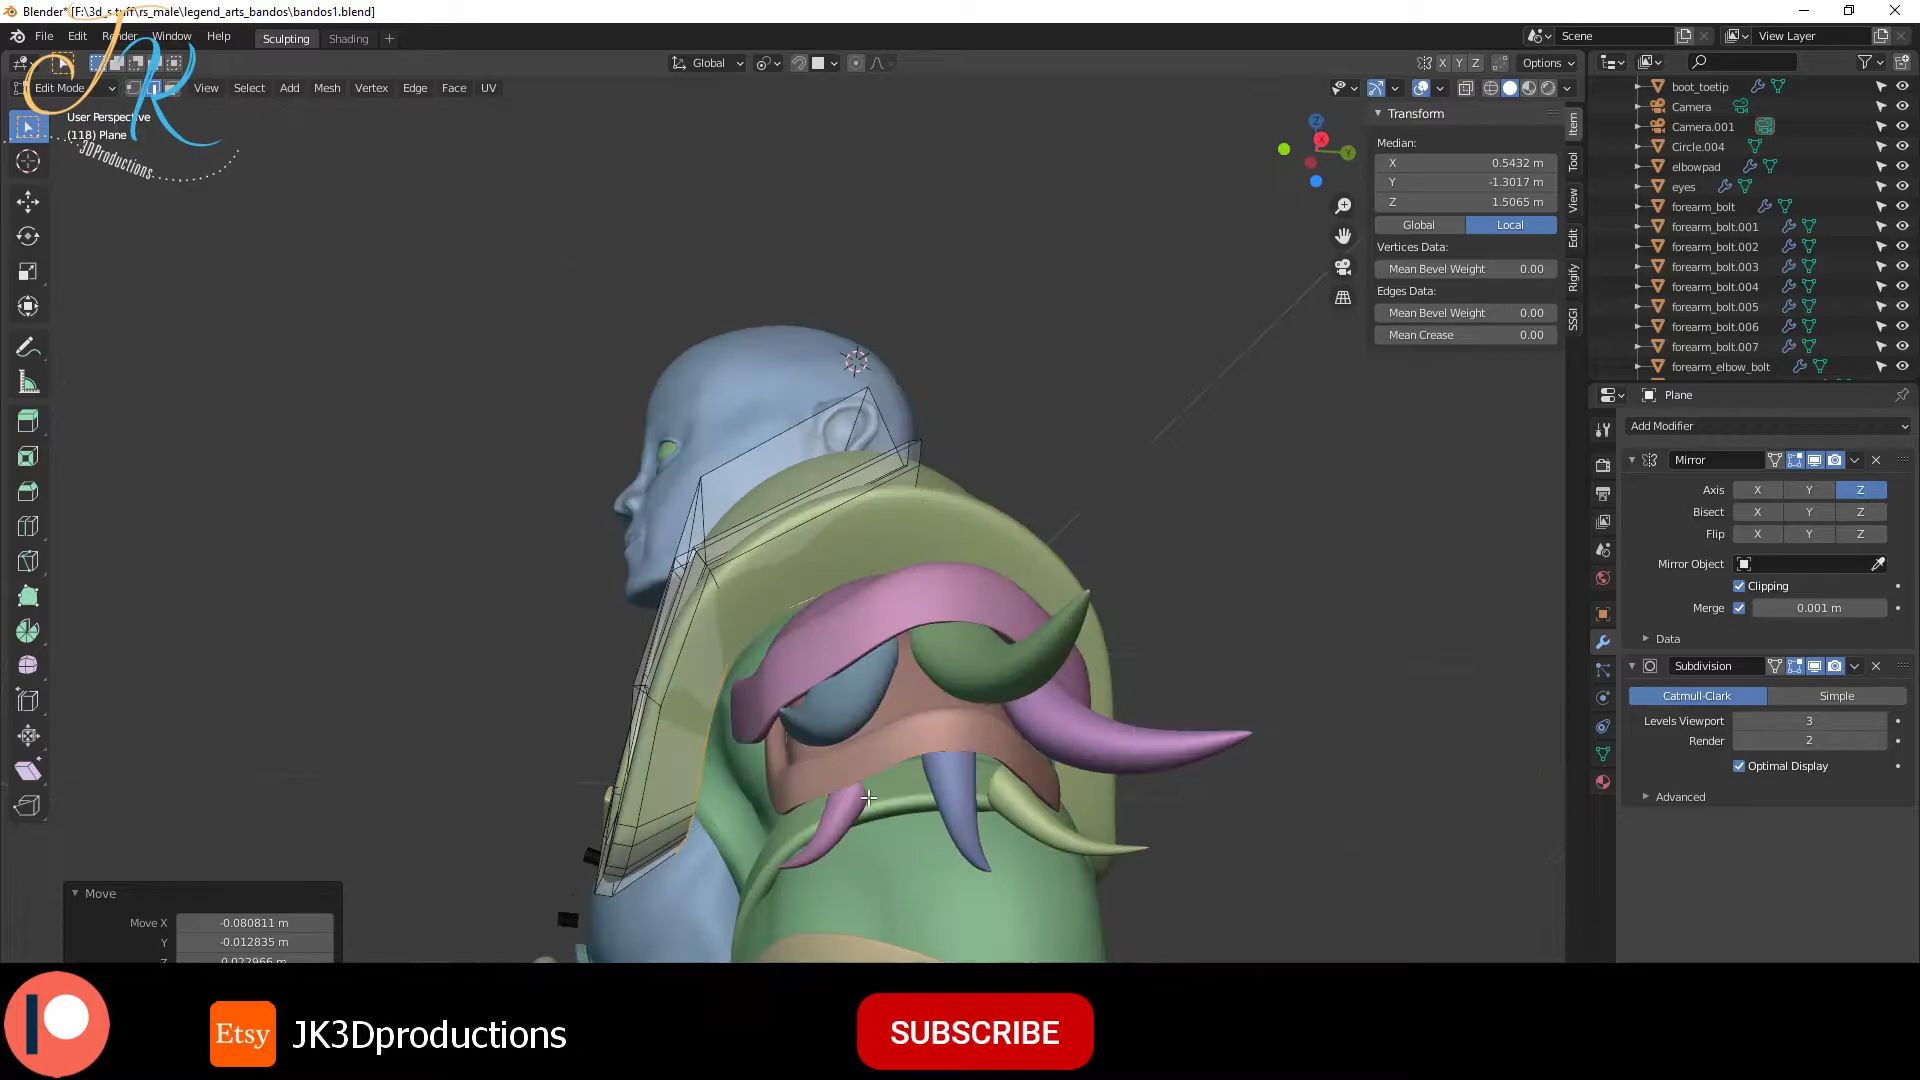 Blender* [F:\3d_stuff\rs_male\legend_arts_bandos\bandos1.blend]
File Edit Render Window Help Sculpting Shading + Scene View Layer
JR
3DProductions
Global X Y Z Options
Edit Mode View Select Add Mesh Vertex Edge Face UV
User Perspective
(118) Plane
Z
X
Y
Transform
Median:
X 0.5432 m
Y -1.3017 m
Z 1.5065 m
Global Local
Vertices Data:
Mean Bevel Weight 0.00
Edges Data:
Mean Bevel Weight 0.00
Mean Crease 0.00
Item
Tool
View
Edit
Rigify
SSGI
boot_toetip
Camera
Camera.001
Circle.004
elbowpad
eyes
forearm_bolt
forearm_bolt.001
forearm_bolt.002
forearm_bolt.003
forearm_bolt.004
forearm_bolt.005
forearm_bolt.006
forearm_bolt.007
forearm_elbow_bolt
Plane
Add Modifier
Mirror
Axis X Y Z
Bisect X Y Z
Flip X Y Z
Mirror Object
Clipping
Merge 0.001 m
Data
Subdivision
Catmull-Clark Simple
Levels Viewport 3
Render 2
Optimal Display
Advanced
Move
Move X -0.080811 m
Y -0.012835 m
Z 0.022966 m
Etsy JK3Dproductions
SUBSCRIBE